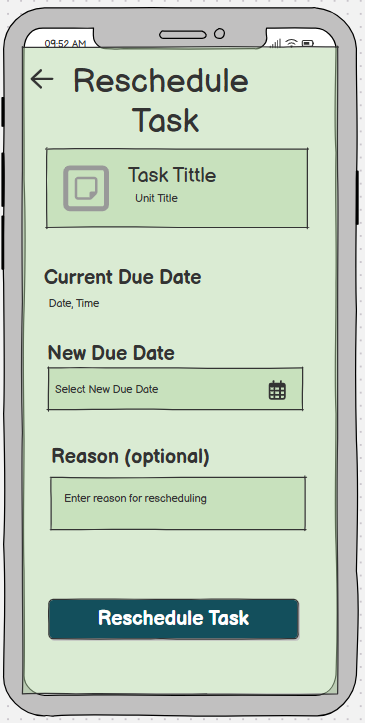 09:52 AM
Reschedule
Task
Task Tittle
Unit Title
Current Due Date
Date, Time
New Due Date
Select New Due Date
Reason (optional)
Enter reason for rescheduling
Reschedule Task